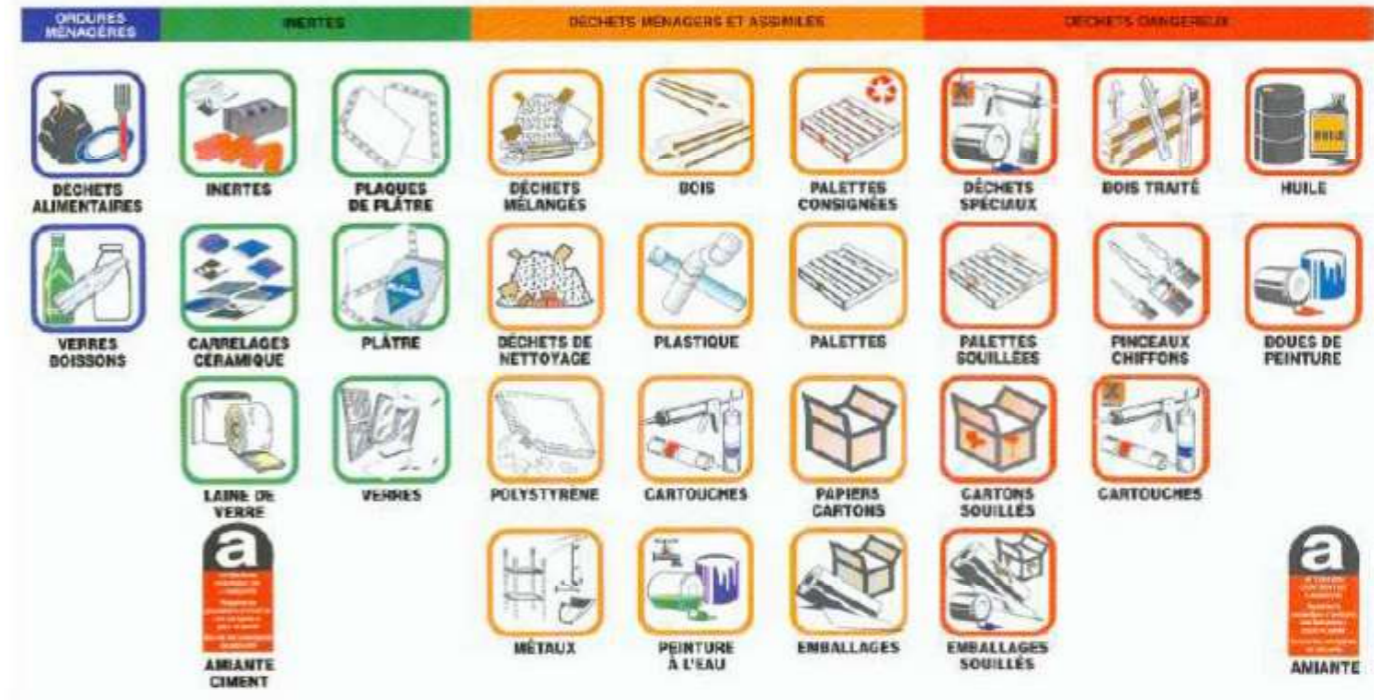 ORDURES
MÉNAGÈRES
INERTES
DÉCHETS MÉNAGERS ET ASSIMILÉS
DÉCHETS DANGEREUX
DÉCHETS
ALIMENTAIRES
INERTES
PLAQUES
DE PLÂTRE
DÉCHETS
MÉLANGÉS
BOIS
PALETTES
CONSIGNÉES
DÉCHETS
SPÉCIAUX
BOIS TRAITÉ
HUILE
VERRES
BOISSONS
CARRELAGES
CÉRAMIQUE
PLÂTRE
DÉCHETS DE
NETTOYAGE
PLASTIQUE
PALETTES
PALETTES
SOUILLÉES
PINCEAUX
CHIFFONS
BOUES DE
PEINTURE
LAINE DE
VERRE
VERRES
POLYSTYRÈNE
CARTOUCHES
PAPIERS
CARTONS
CARTONS
SOUILLÉS
CARTOUCHES
a
AMIANTE
CIMENT
MÉTAUX
PEINTURE
À L'EAU
EMBALLAGES
EMBALLAGES
SOUILLÉS
a
AMIANTE